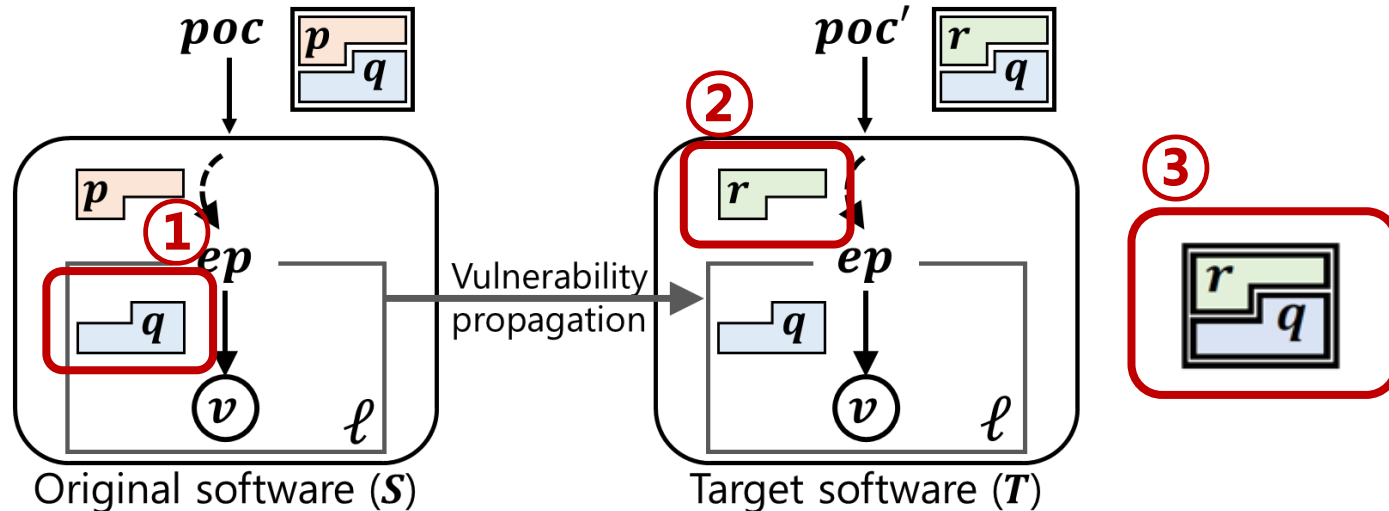 poc
p
q
poc′
r
q
②
p
①
ep
q
v
ℓ
Original software (S)
Vulnerability
propagation
r
ep
q
v
ℓ
Target software (T)
③
r
q